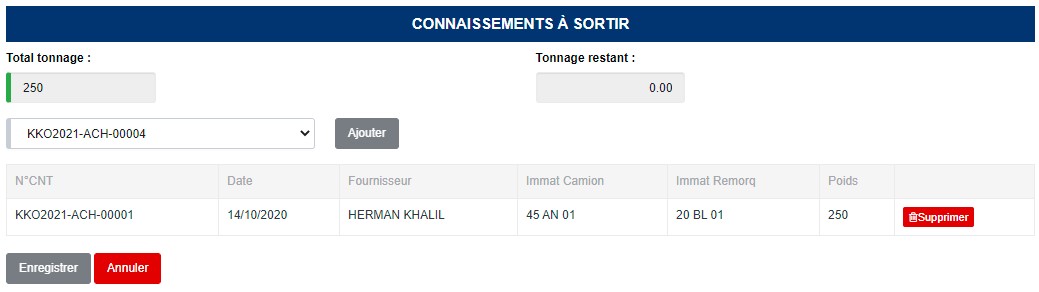 CONNAISSEMENTS À SORTIR
Total tonnage : Tonnage restant :
250 0.00
KKO2021-ACH-00004 Ajouter
N°CNT Date Fournisseur Immat Camion Immat Remorq Poids
KKO2021-ACH-00001 14/10/2020 HERMAN KHALIL 45 AN 01 20 BL 01 250 Supprimer
Enregistrer Annuler